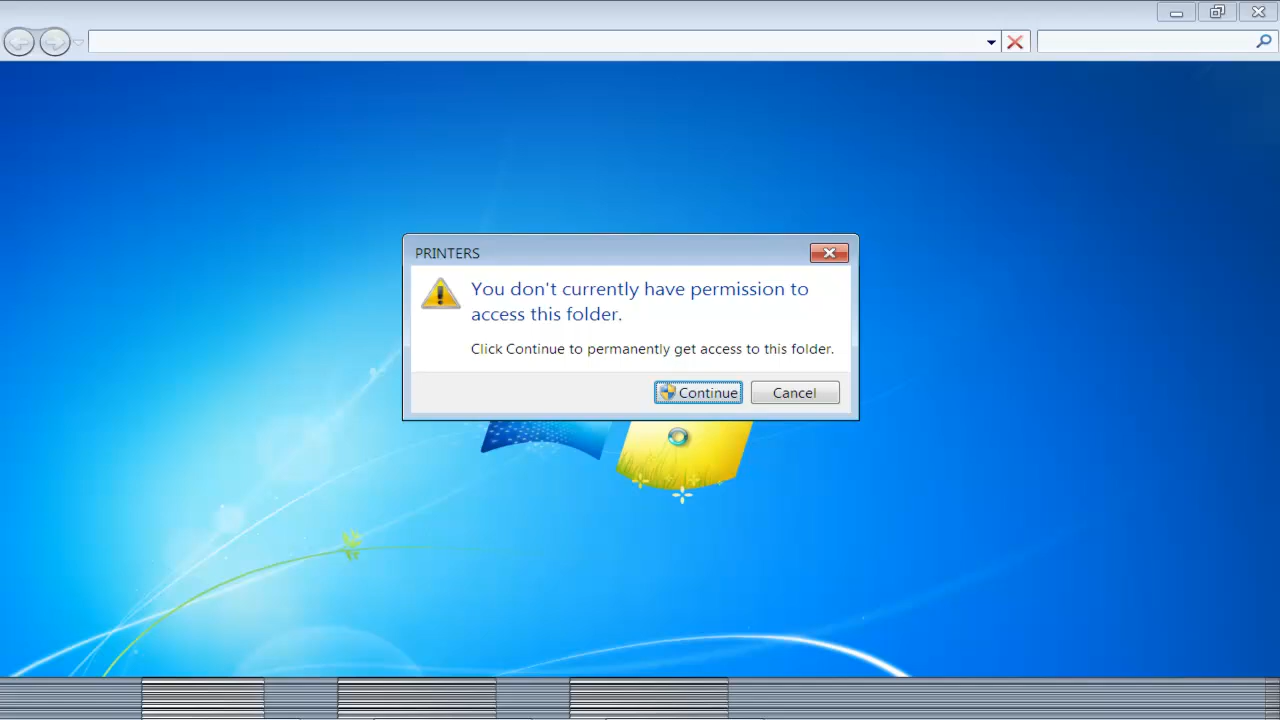 PRINTERS
You don't currently have permission to
access this folder.
Click Continue to permanently get access to this folder.
Continue
Cancel